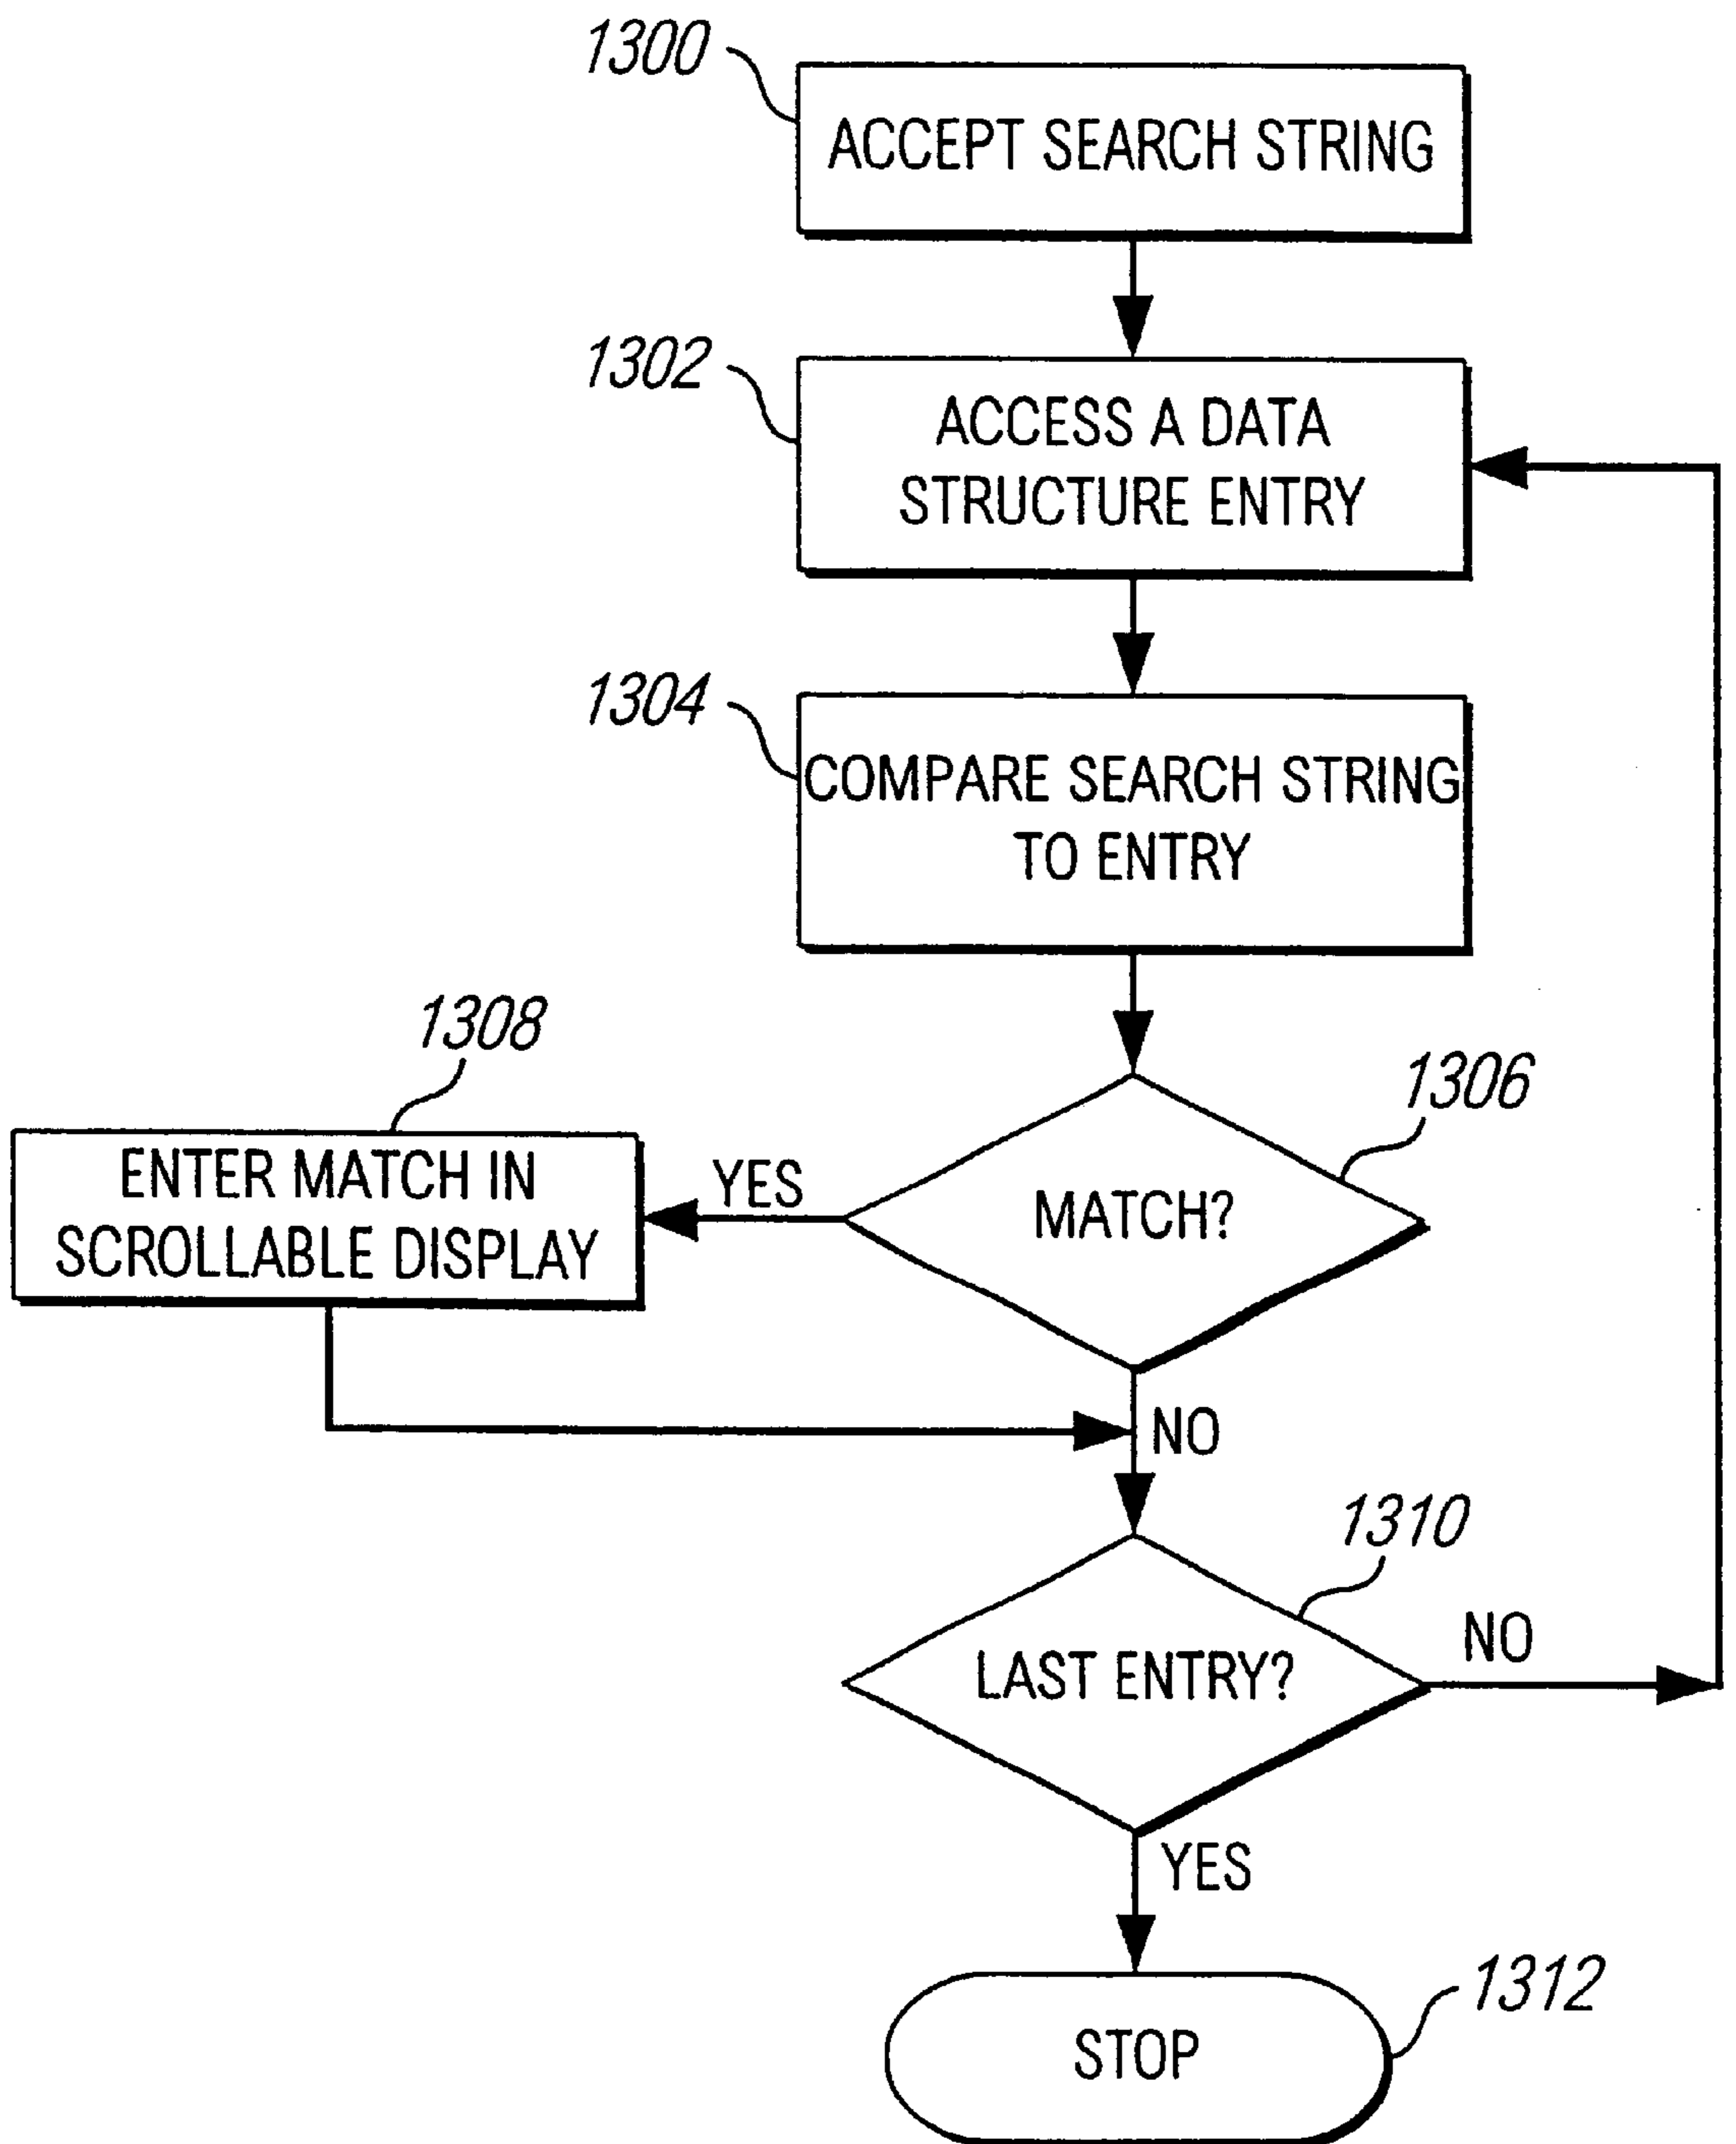 1300
ACCEPT SEARCH STRING
1302
ACCESS A DATA
STRUCTURE ENTRY
1304
COMPARE SEARCH STRING
TO ENTRY
1308
ENTER MATCH IN
SCROLLABLE DISPLAY
YES
1306
MATCH?
NO
1310
LAST ENTRY?
NO
YES
1312
STOP